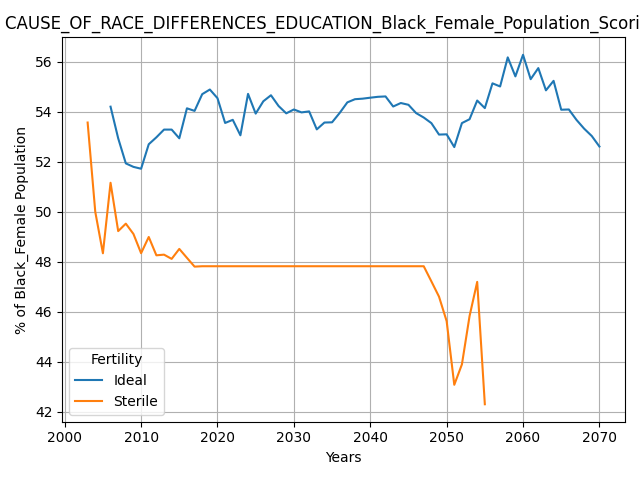 CAUSE_OF_RACE_DIFFERENCES_EDUCATION_Black_Female_Population_Scori
% of Black_Female Population
56
54
52
50
48
46
44
42
Fertility
Ideal
Sterile
2000 2010 2020 2030 2040 2050 2060 2070
Years